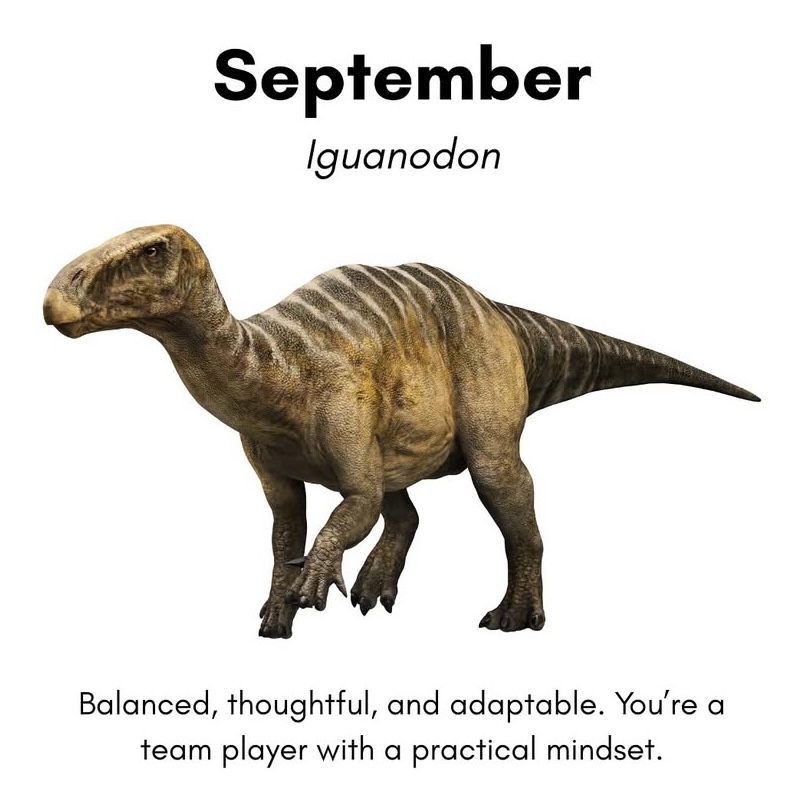 September
Iguanodon
Balanced, thoughtful, and adaptable. You’re a
team player with a practical mindset.